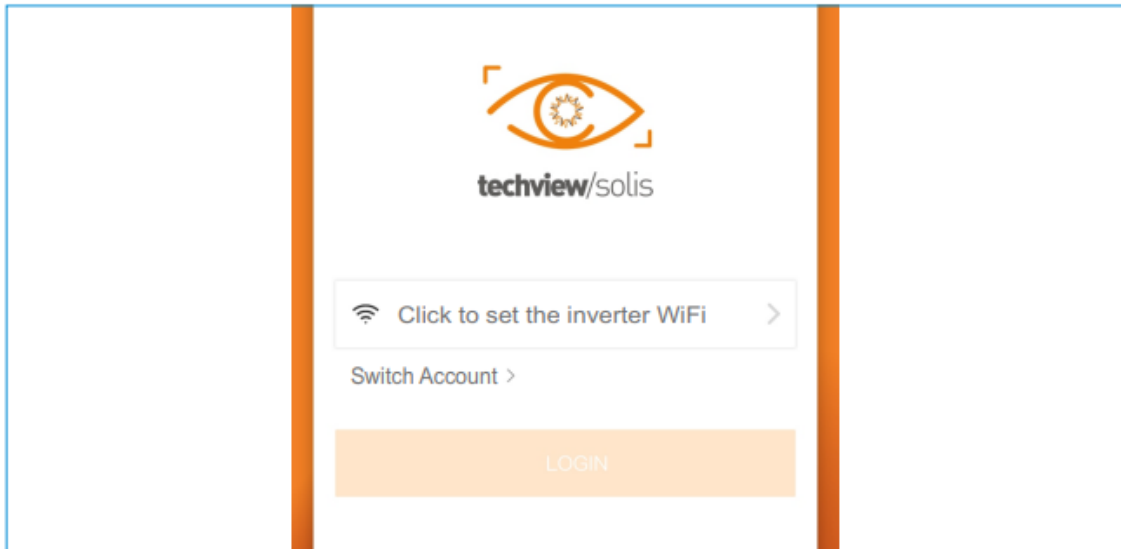 techview/solis
Click to set the inverter WiFi
Switch Account >
LOGIN